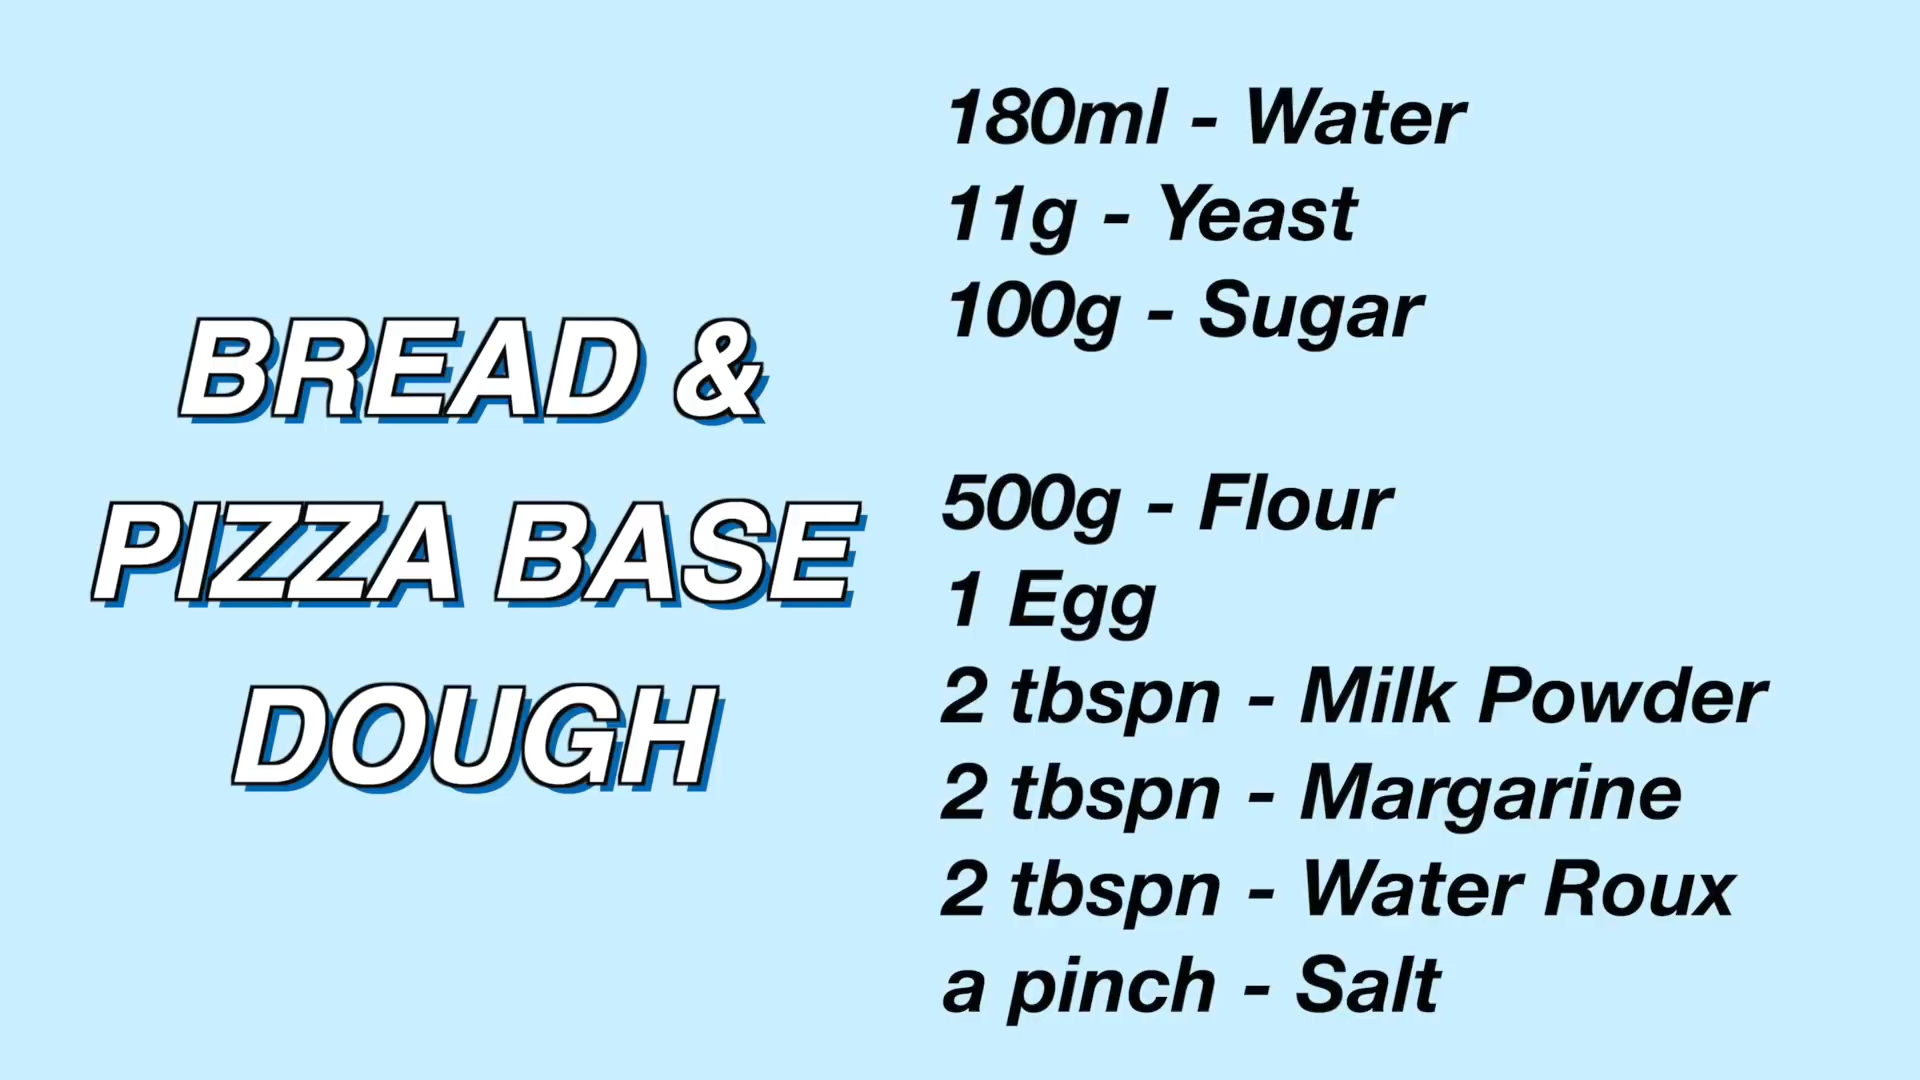 BREAD &
PIZZA BASE
DOUGH
180ml - Water
11g - Yeast
100g - Sugar
500g - Flour
1 Egg
2 tbspn - Milk Powder
2 tbspn - Margarine
2 tbspn - Water Roux
a pinch - Salt